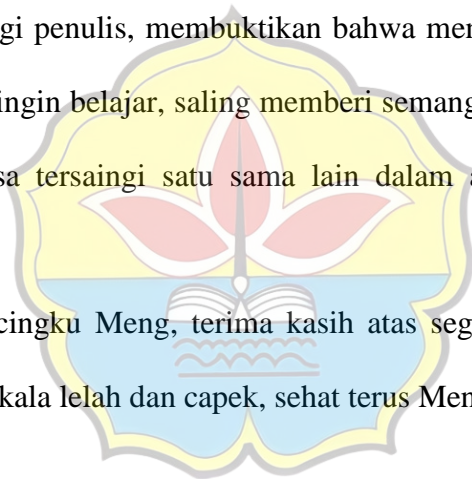 gi penulis, membuktikan bahwa mer
ingin belajar, saling memberi semang
sa tersaingi satu sama lain dalam a
cingku Meng, terima kasih atas seg
kala lelah dan capek, sehat terus Men